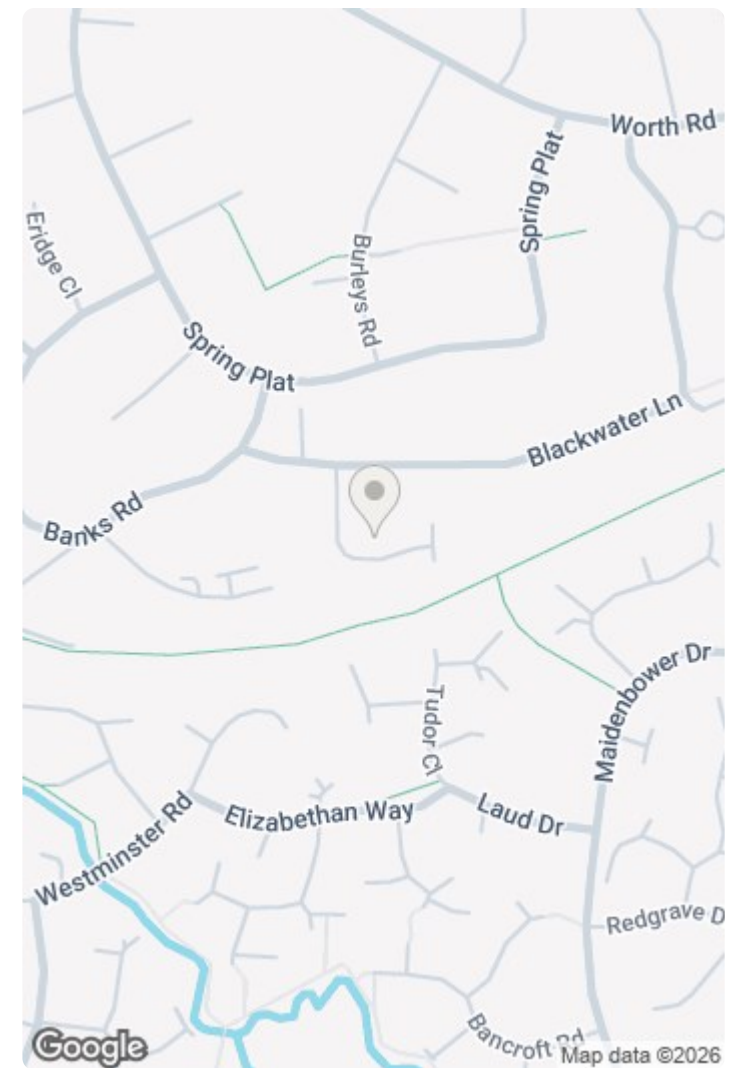 Worth Rd
Spring Plat
Eridge Cl
Burleys Rd
Spring Plat
Blackwater Ln
Banks Rd
Maidenbower Dr
Tudor Cl
Elizabethan Way
Laud Dr
Westminster Rd
Redgrave D
Bancroft Rd
Google
Map data ©2026